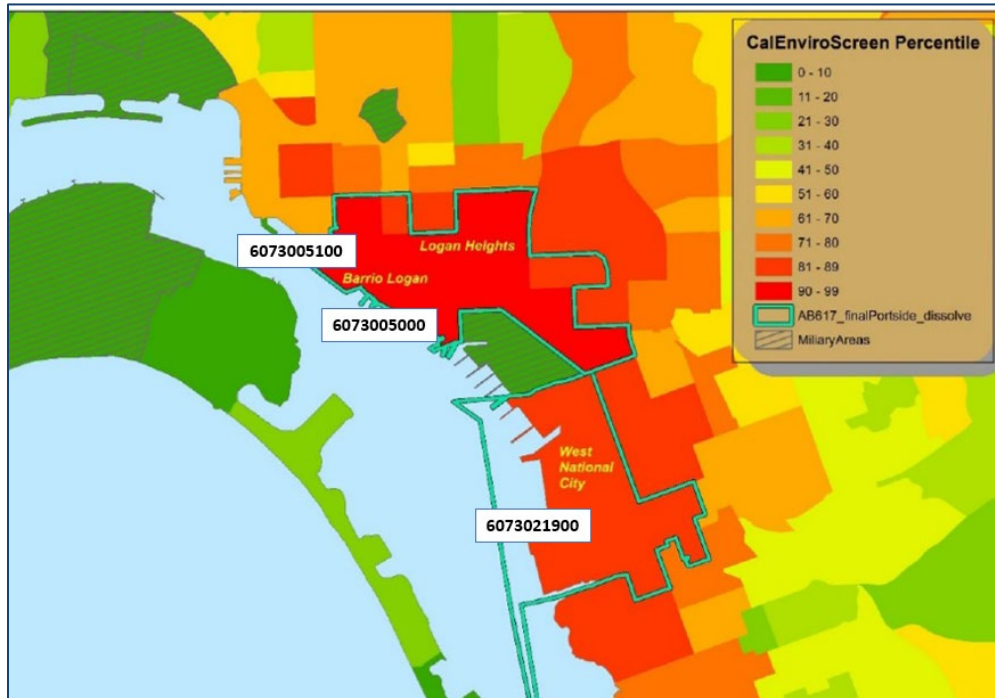 CalEnviroScreen Percentile
0 - 10
11 - 20
21 - 30
31 - 40
41 - 50
51 - 60
61 - 70
71 - 80
81 - 89
90 - 99
AB617_finalPortside_dissolve
MiliaryAreas
6073005100
Logan Heights
Barrio Logan
6073005000
West
National
City
6073021900